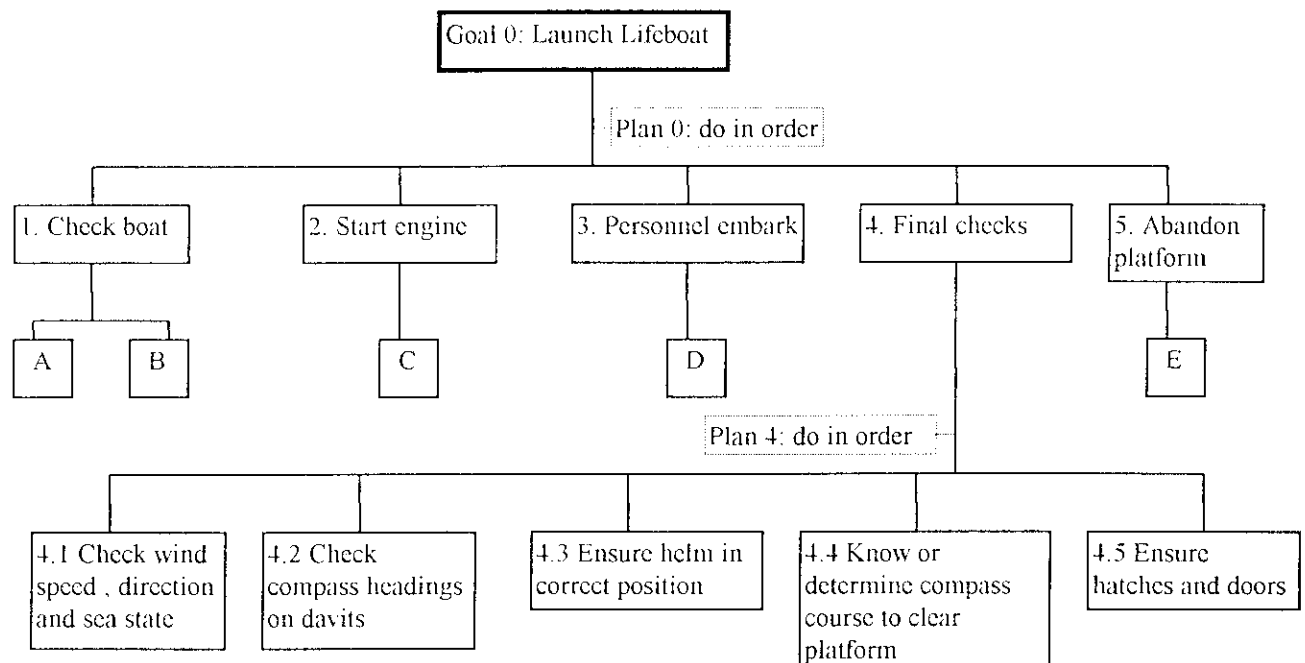 Goal 0: Launch Lifeboat
Plan 0: do in order
1. Check boat
2. Start engine
3. Personnel embark
4. Final checks
5. Abandon
platform
A
B
C
D
E
Plan 4: do in order
4.1 Check wind
speed , direction
and sea state
4.2 Check
compass headings
on davits
4.3 Ensure helm in
correct position
4.4 Know or
determine compass
course to clear
platform
4.5 Ensure
hatches and doors